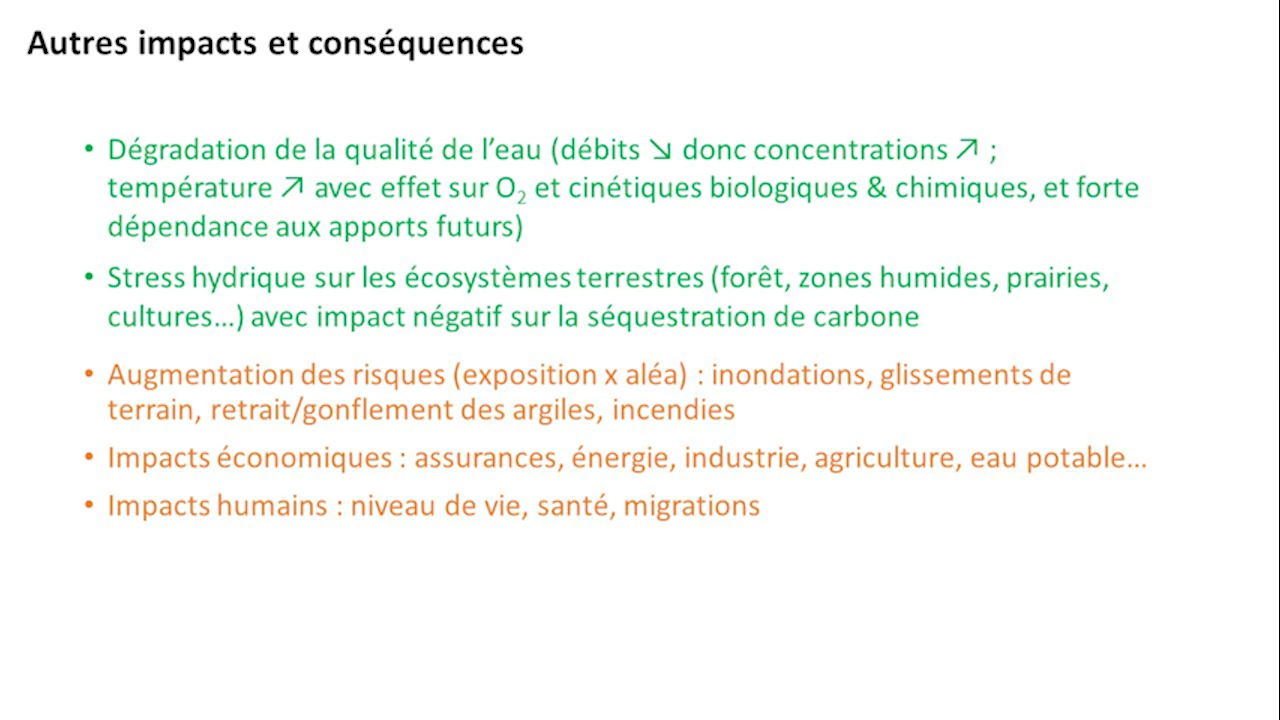 Autres impacts et conséquences
• Dégradation de la qualité de l’eau (débits ↘ donc concentrations ↗ ;
température ↗ avec effet sur O₂ et cinétiques biologiques & chimiques, et forte
dépendance aux apports futurs)
• Stress hydrique sur les écosystèmes terrestres (forêt, zones humides, prairies,
cultures…) avec impact négatif sur la séquestration de carbone
• Augmentation des risques (exposition x aléa) : inondations, glissements de
terrain, retrait/gonflement des argiles, incendies
• Impacts économiques : assurances, énergie, industrie, agriculture, eau potable…
• Impacts humains : niveau de vie, santé, migrations